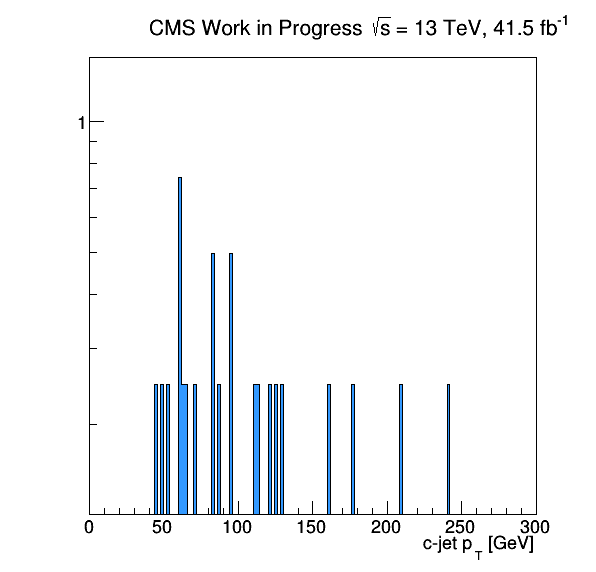 CMS Work in Progress √s = 13 TeV, 41.5 fb⁻¹
1
0 50 100 150 200 250 300
c-jet p_T [GeV]